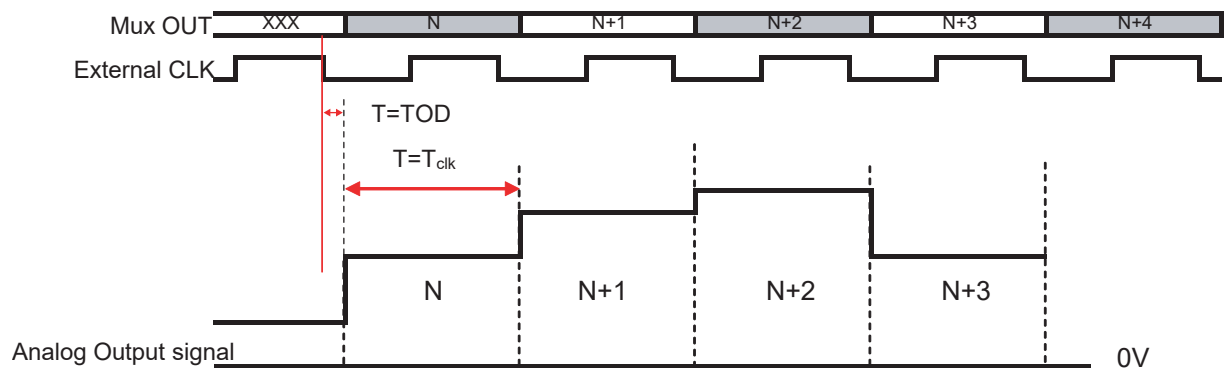 Mux OUT XXX N N+1 N+2 N+3 N+4
External CLK
T=TOD
T=Tclk
N N+1 N+2 N+3
Analog Output signal 0V